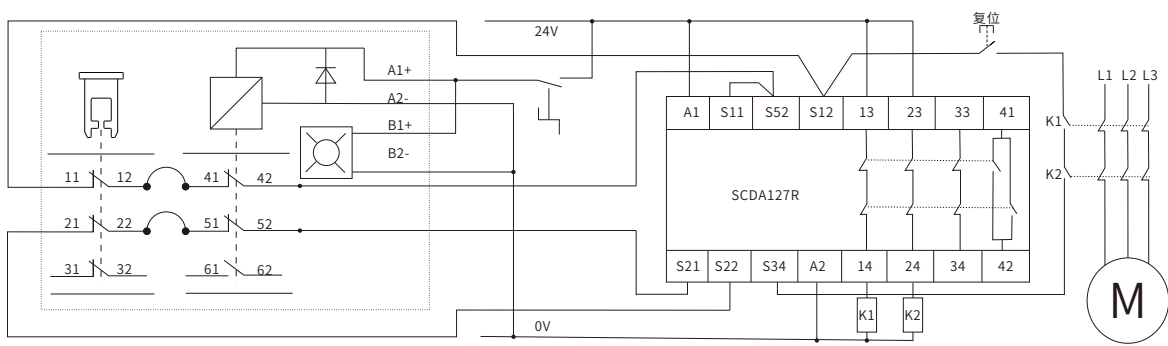 复位
24V
L1 L2 L3
A1+
A2-
B1+
B2-
A1 S11 S52 S12 13 23 33 41
K1
K2
11 12 41 42
SCDA127R
21 22 51 52
31 32 61 62
S21 S22 S34 A2 14 24 34 42
M
K1 K2
0V